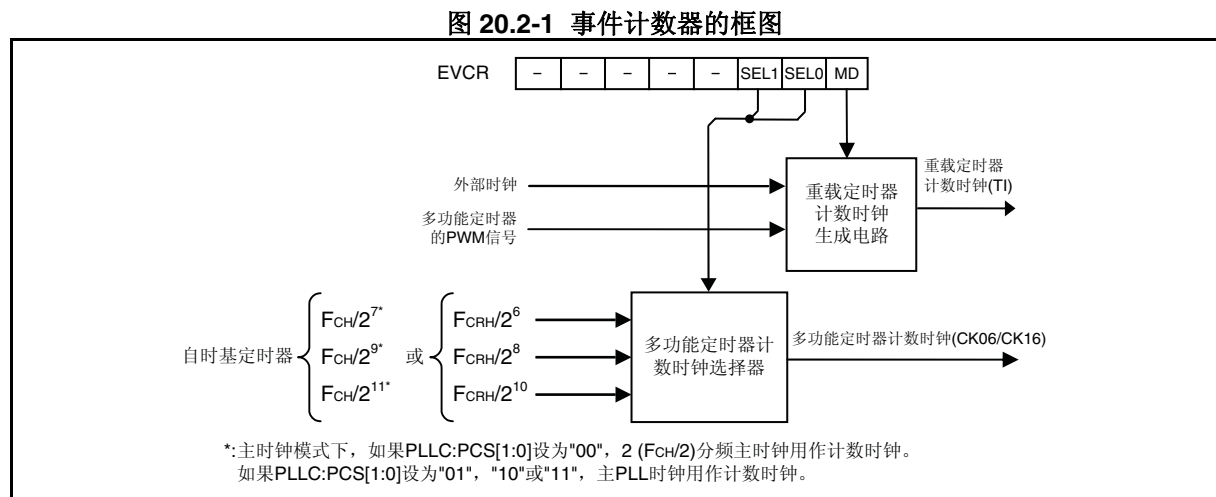 图 20.2-1 事件计数器的框图
EVCR – – – – – SEL1 SEL0 MD
外部时钟
多功能定时器
的PWM信号
重载定时器
计数时钟
生成电路
重载定时器
计数时钟(TI)
自时基定时器
FCH/2^7*
FCH/2^9*
FCH/2^11*
或
FCRH/2^6
FCRH/2^8
FCRH/2^10
多功能定时器计
数时钟选择器
多功能定时器计数时钟(CK06/CK16)
*:主时钟模式下，如果PLLC:PCS[1:0]设为"00"，2 (FCH/2)分频主时钟用作计数时钟。
如果PLLC:PCS[1:0]设为"01"，"10"或"11"，主PLL时钟用作计数时钟。